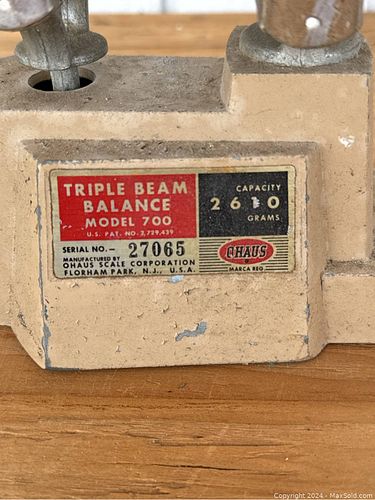 TRIPLE BEAM
BALANCE
MODEL 700
U.S. PAT. NO. 2,729,439
CAPACITY
2610
GRAMS
SERIAL NO.– 27065
MANUFACTURED BY
OHAUS SCALE CORPORATION
FLORHAM PARK, N.J., U.S.A.
OHAUS
MARCA REG.
Copyright 2024 - MaxSold.com